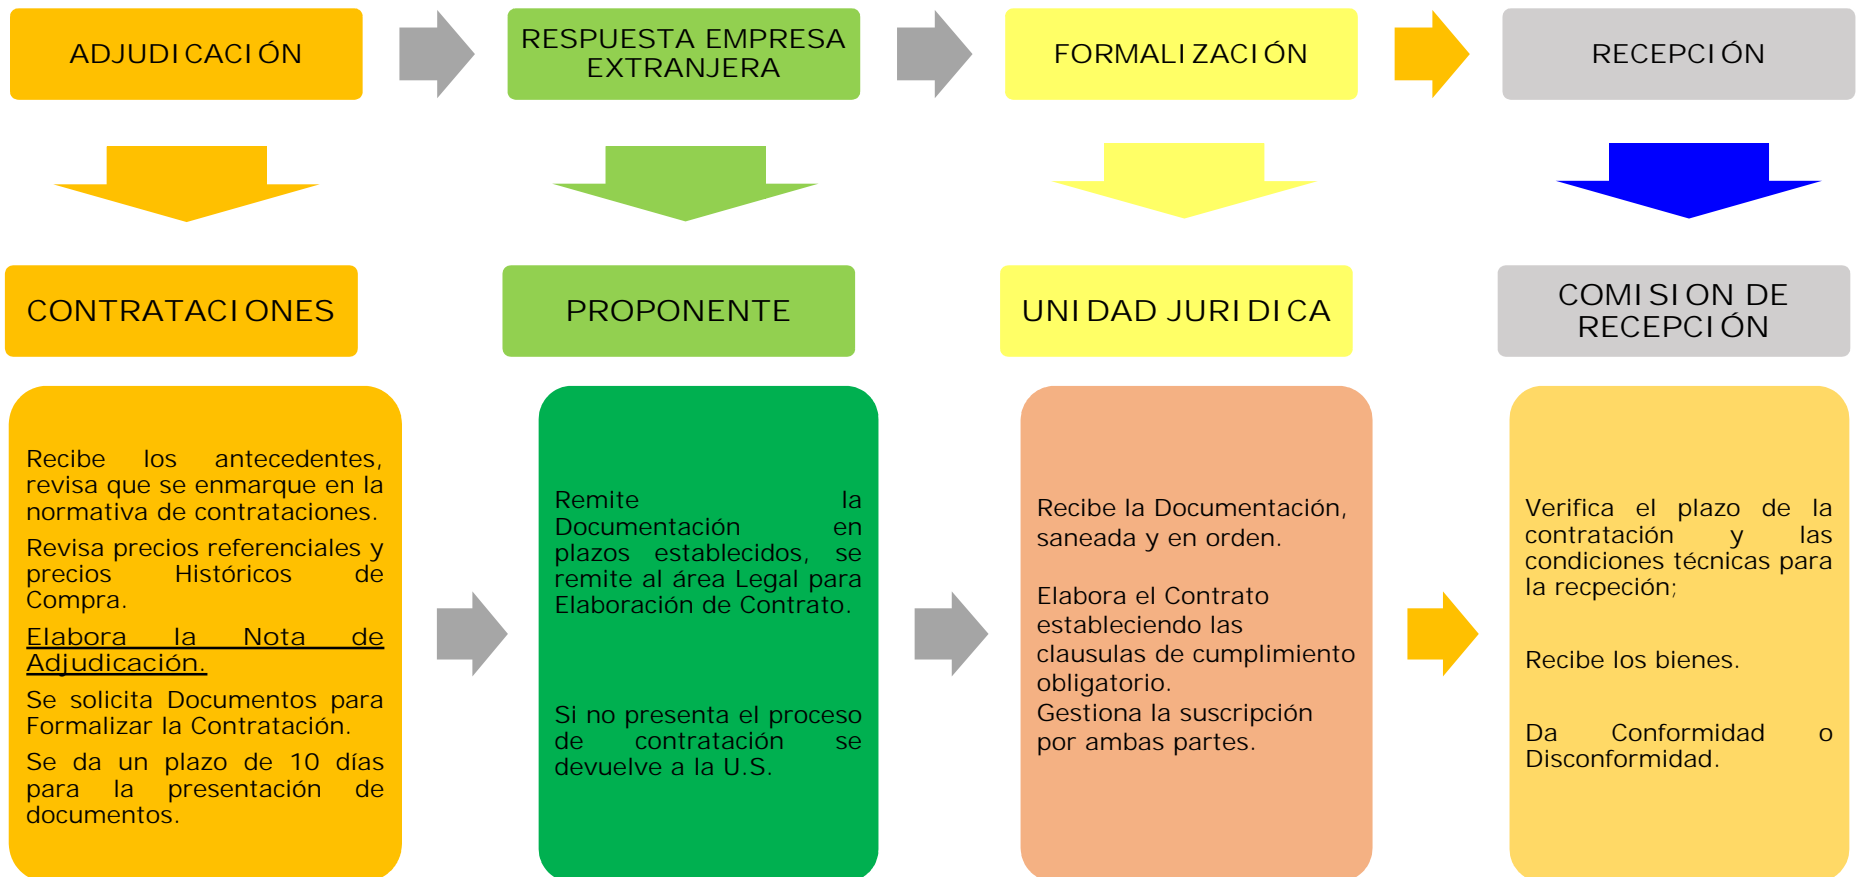 ADJUDICACIÓN
RESPUESTA EMPRESA
EXTRANJERA
FORMALIZACIÓN
RECEPCIÓN
CONTRATACIONES
PROPONENTE
UNIDAD JURIDICA
COMISION DE
RECEPCIÓN
Recibe los antecedentes,
revisa que se enmarque en la
normativa de contrataciones.
Revisa precios referenciales y
precios Históricos de
Compra.
Elabora la Nota de
Adjudicación.
Se solicita Documentos para
Formalizar la Contratación.
Se da un plazo de 10 días
para la presentación de
documentos.
Remite la
Documentación en
plazos establecidos, se
remite al área Legal para
Elaboración de Contrato.
Si no presenta el proceso
de contratación se
devuelve a la U.S.
Recibe la Documentación,
saneada y en orden.
Elabora el Contrato
estableciendo las
clausulas de cumplimiento
obligatorio.
Gestiona la suscripción
por ambas partes.
Verifica el plazo de la
contratación y las
condiciones técnicas para
la recpeción;
Recibe los bienes.
Da Conformidad o
Disconformidad.